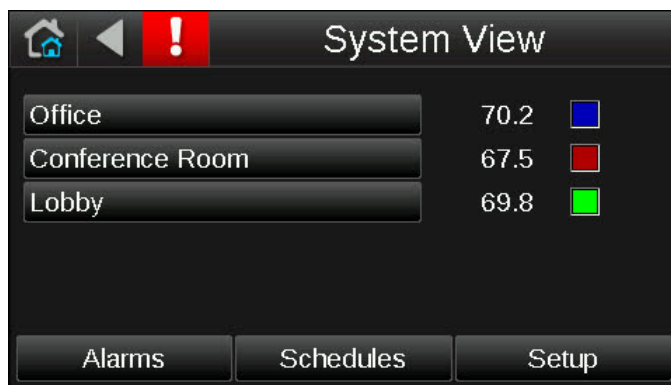 ! System View
Office 70.2
Conference Room 67.5
Lobby 69.8
Alarms Schedules Setup